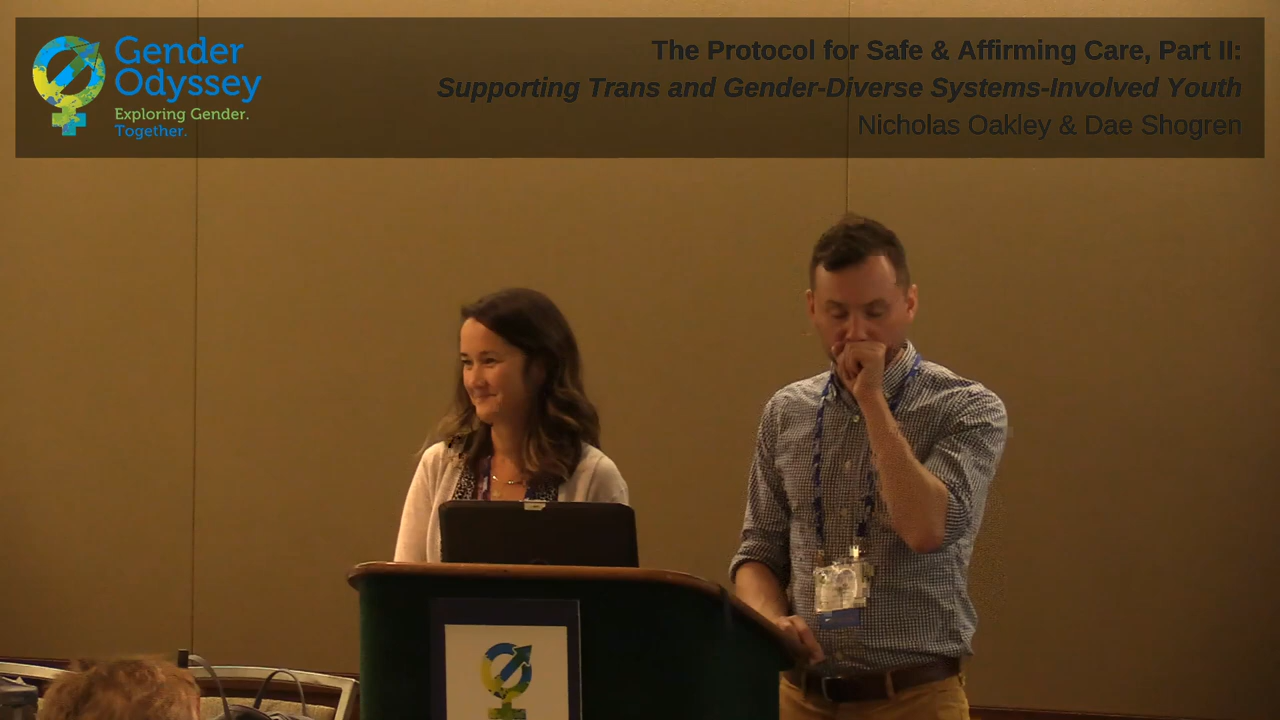 Gender
Odyssey
Exploring Gender.
Together.
The Protocol for Safe & Affirming Care, Part II:
Supporting Trans and Gender-Diverse Systems-Involved Youth
Nicholas Oakley & Dae Shogren